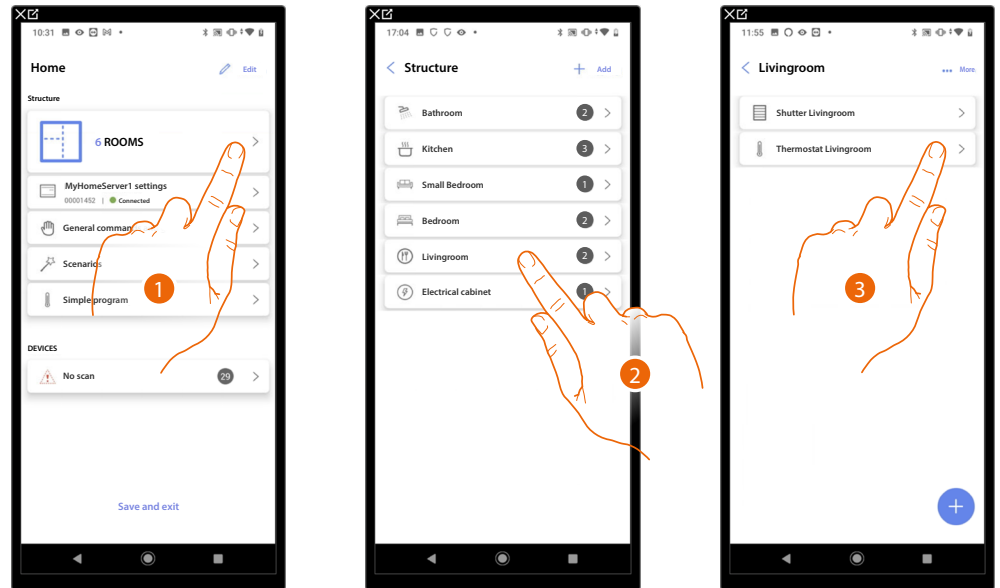 10:31
Home
Edit
Structure
6 ROOMS
MyHomeServer1 settings
00001452 | Connected
General comman
Scenarios
Simple program
1
DEVICES
No scan 29
Save and exit
17:04
Structure
Add
Bathroom 2
Kitchen 3
Small Bedroom 1
Bedroom 2
Livingroom 2
Electrical cabinet 1
2
11:55
Livingroom
More
Shutter Livingroom
Thermostat Livingroom
3